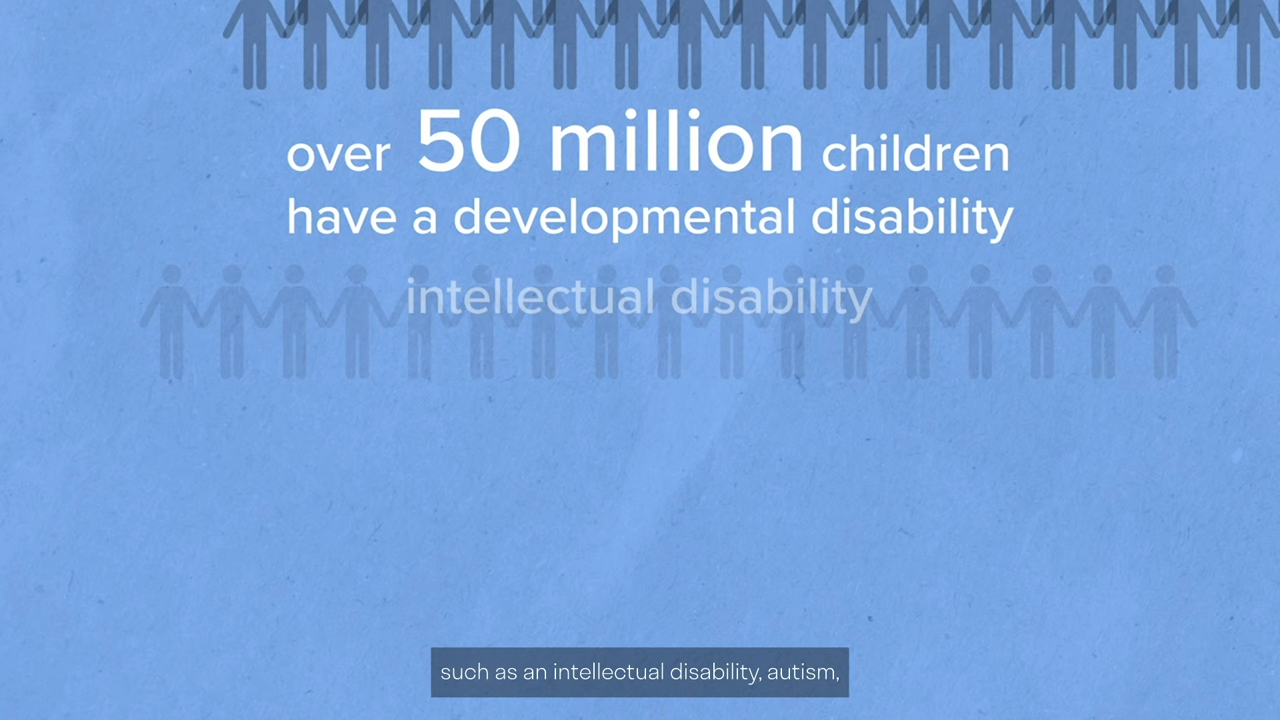 over 50 million children
have a developmental disability
intellectual disability
such as an intellectual disability, autism,